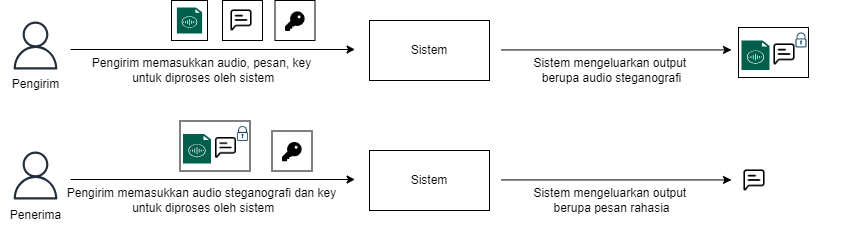 Pengirim
Pengirim memasukkan audio, pesan, key
untuk diproses oleh sistem
Sistem
Sistem mengeluarkan output
berupa audio steganografi
Penerima
Pengirim memasukkan audio steganografi dan key
untuk diproses oleh sistem
Sistem
Sistem mengeluarkan output
berupa pesan rahasia